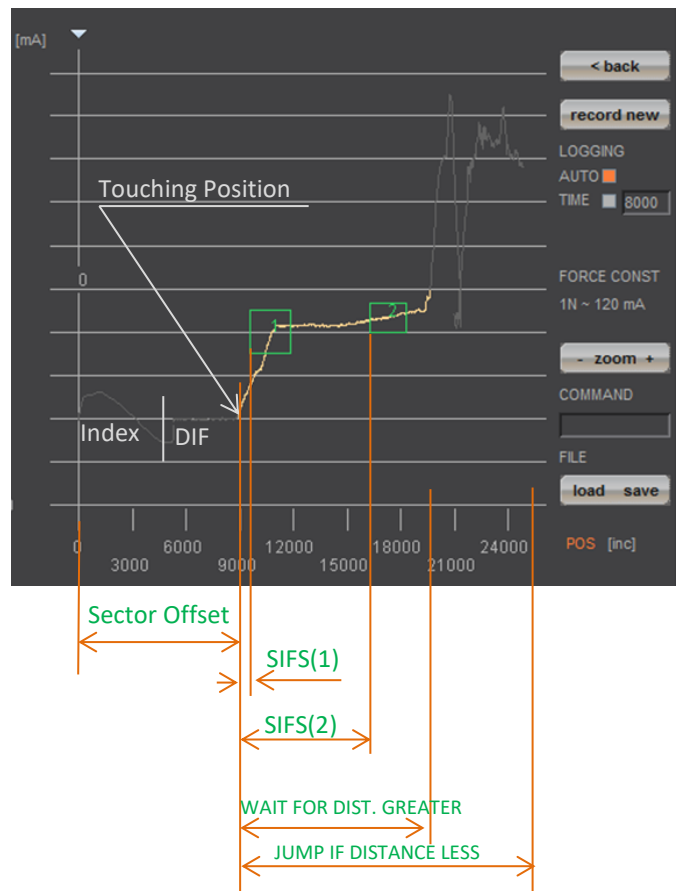 [mA]
< back
record new
LOGGING
AUTO
TIME 8000
Touching Position
0
FORCE CONST
1N ~ 120 mA
1
2
- zoom +
COMMAND
Index
DIF
FILE
load save
0 6000 12000 18000 24000
POS [inc]
3000 9000 15000 21000
Sector Offset
SIFS(1)
SIFS(2)
WAIT FOR DIST. GREATER
JUMP IF DISTANCE LESS